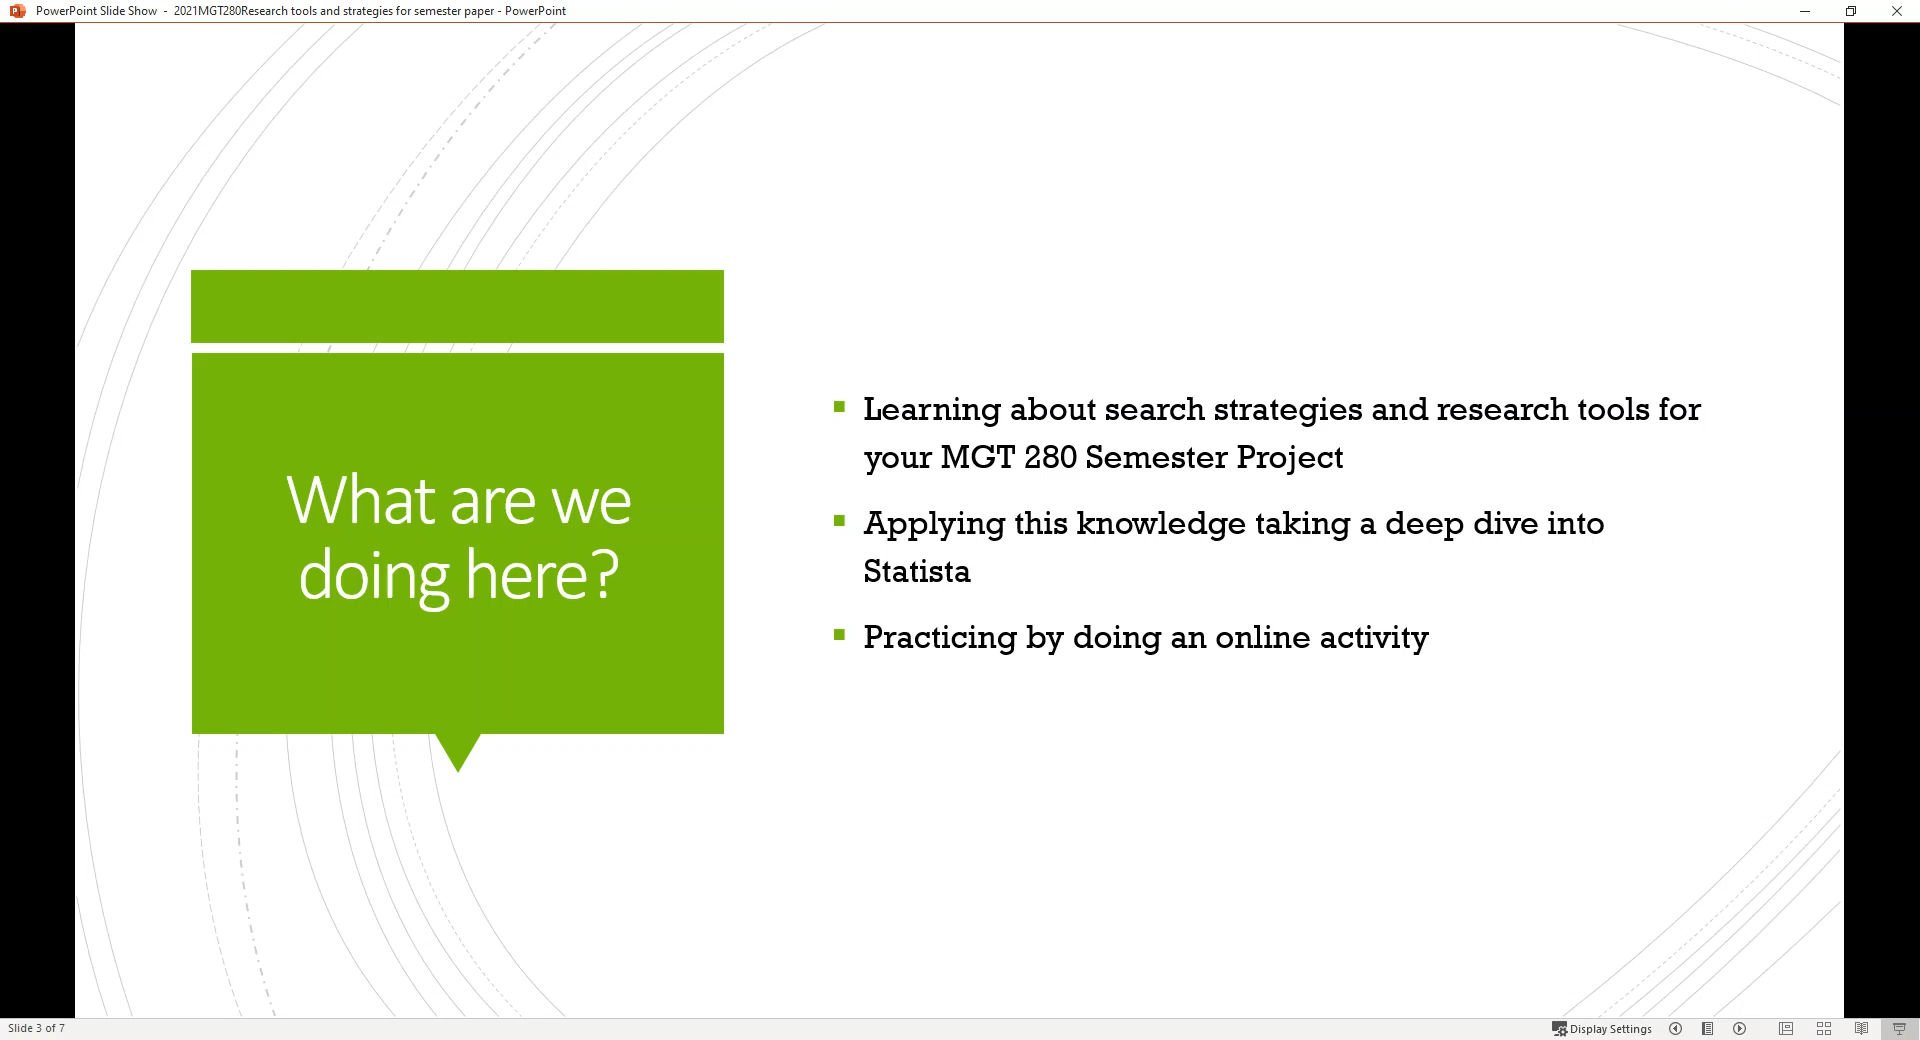 PowerPoint Slide Show - 2021MGT280Research tools and strategies for semester paper - PowerPoint
What are we
doing here?
Learning about search strategies and research tools for
your MGT 280 Semester Project
Applying this knowledge taking a deep dive into
Statista
Practicing by doing an online activity
Slide 3 of 7
Display Settings